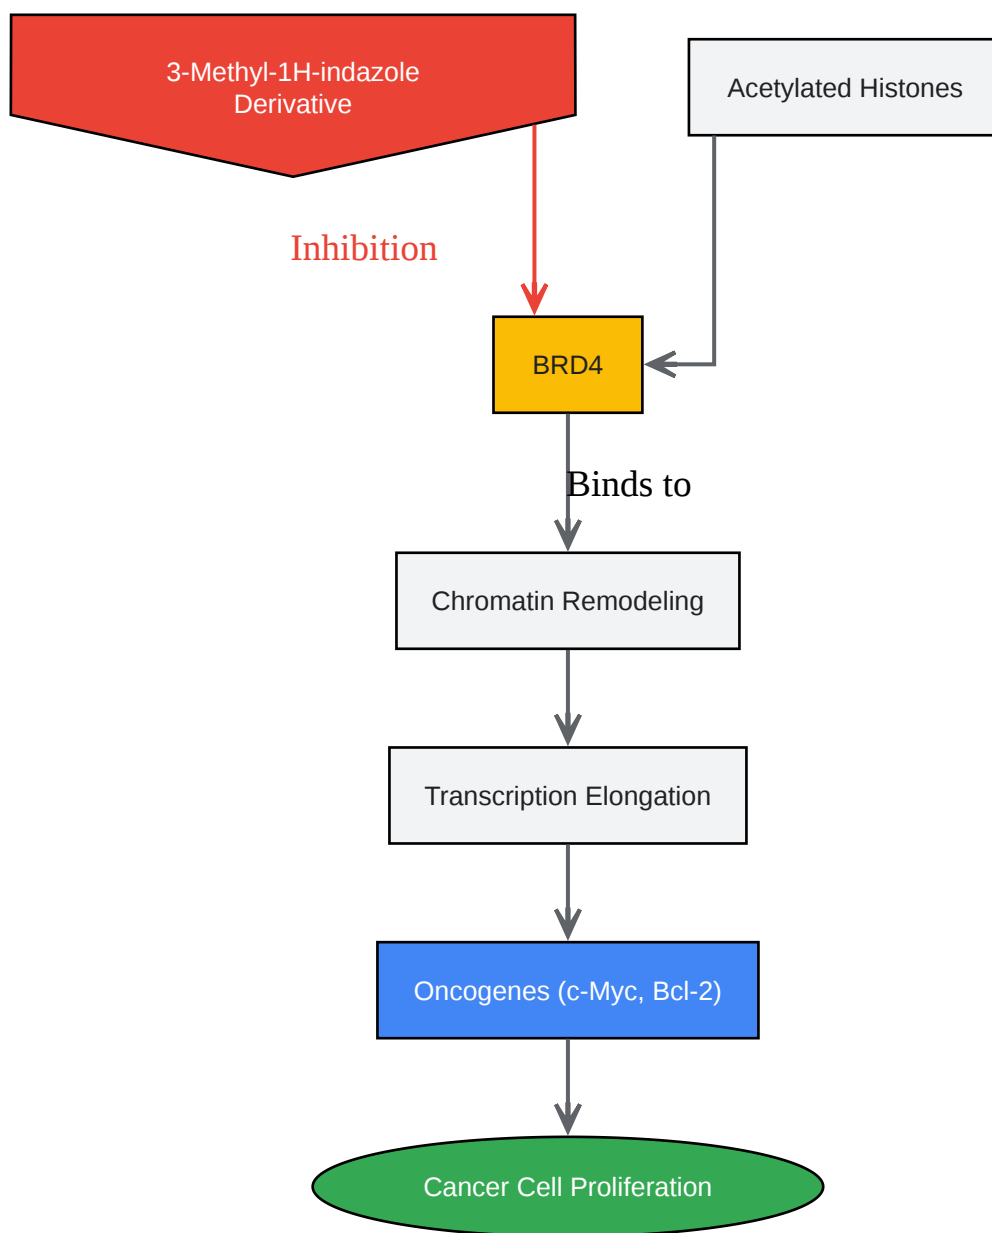 3-Methyl-1H-indazole
Derivative
Acetylated Histones
Inhibition
BRD4
Binds to
Chromatin Remodeling
Transcription Elongation
Oncogenes (c-Myc, Bcl-2)
Cancer Cell Proliferation